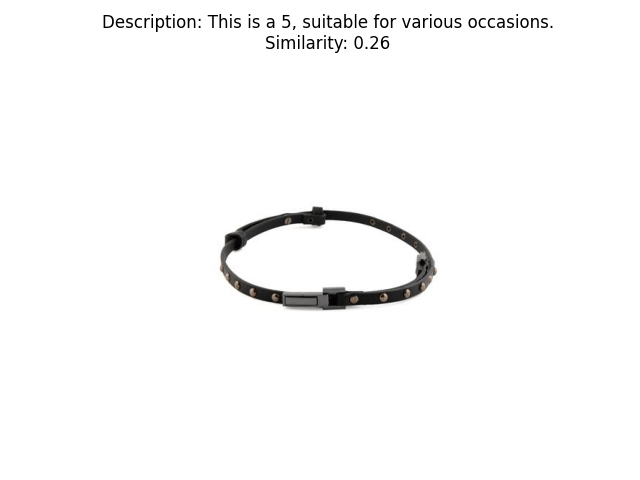 Description: This is a 5, suitable for various occasions.
Similarity: 0.26